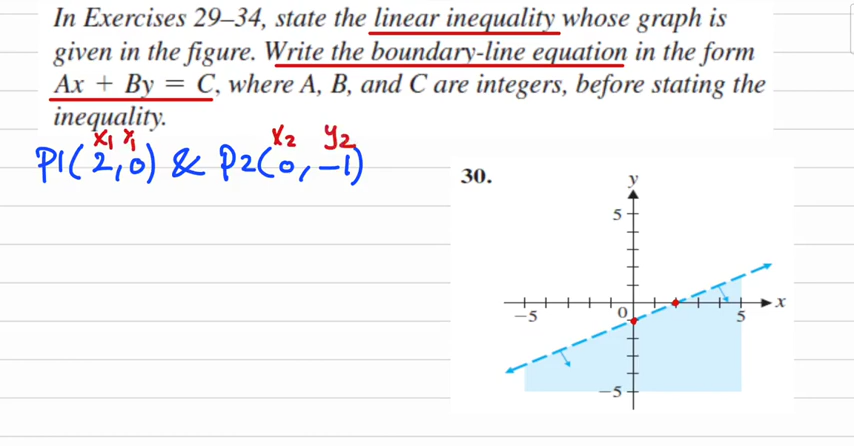 In Exercises 29–34, state the linear inequality whose graph is
given in the figure. Write the boundary-line equation in the form
Ax + By = C, where A, B, and C are integers, before stating the
inequality.
x1 x1 x2 y2
P1(2,0) & P2(0,-1)
30.
y
5
-5
0
5
x
-5